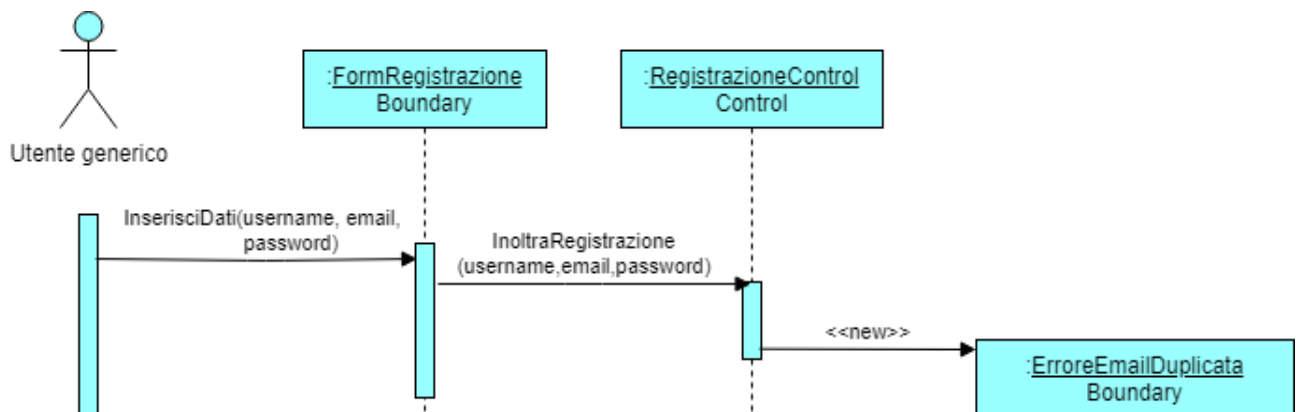 :FormRegistrazione
Boundary
:RegistrazioneControl
Control
Utente generico
InserisciDati(username, email,
password)
InoltraRegistrazione
(username,email,password)
<<new>>
:ErroreEmailDuplicata
Boundary